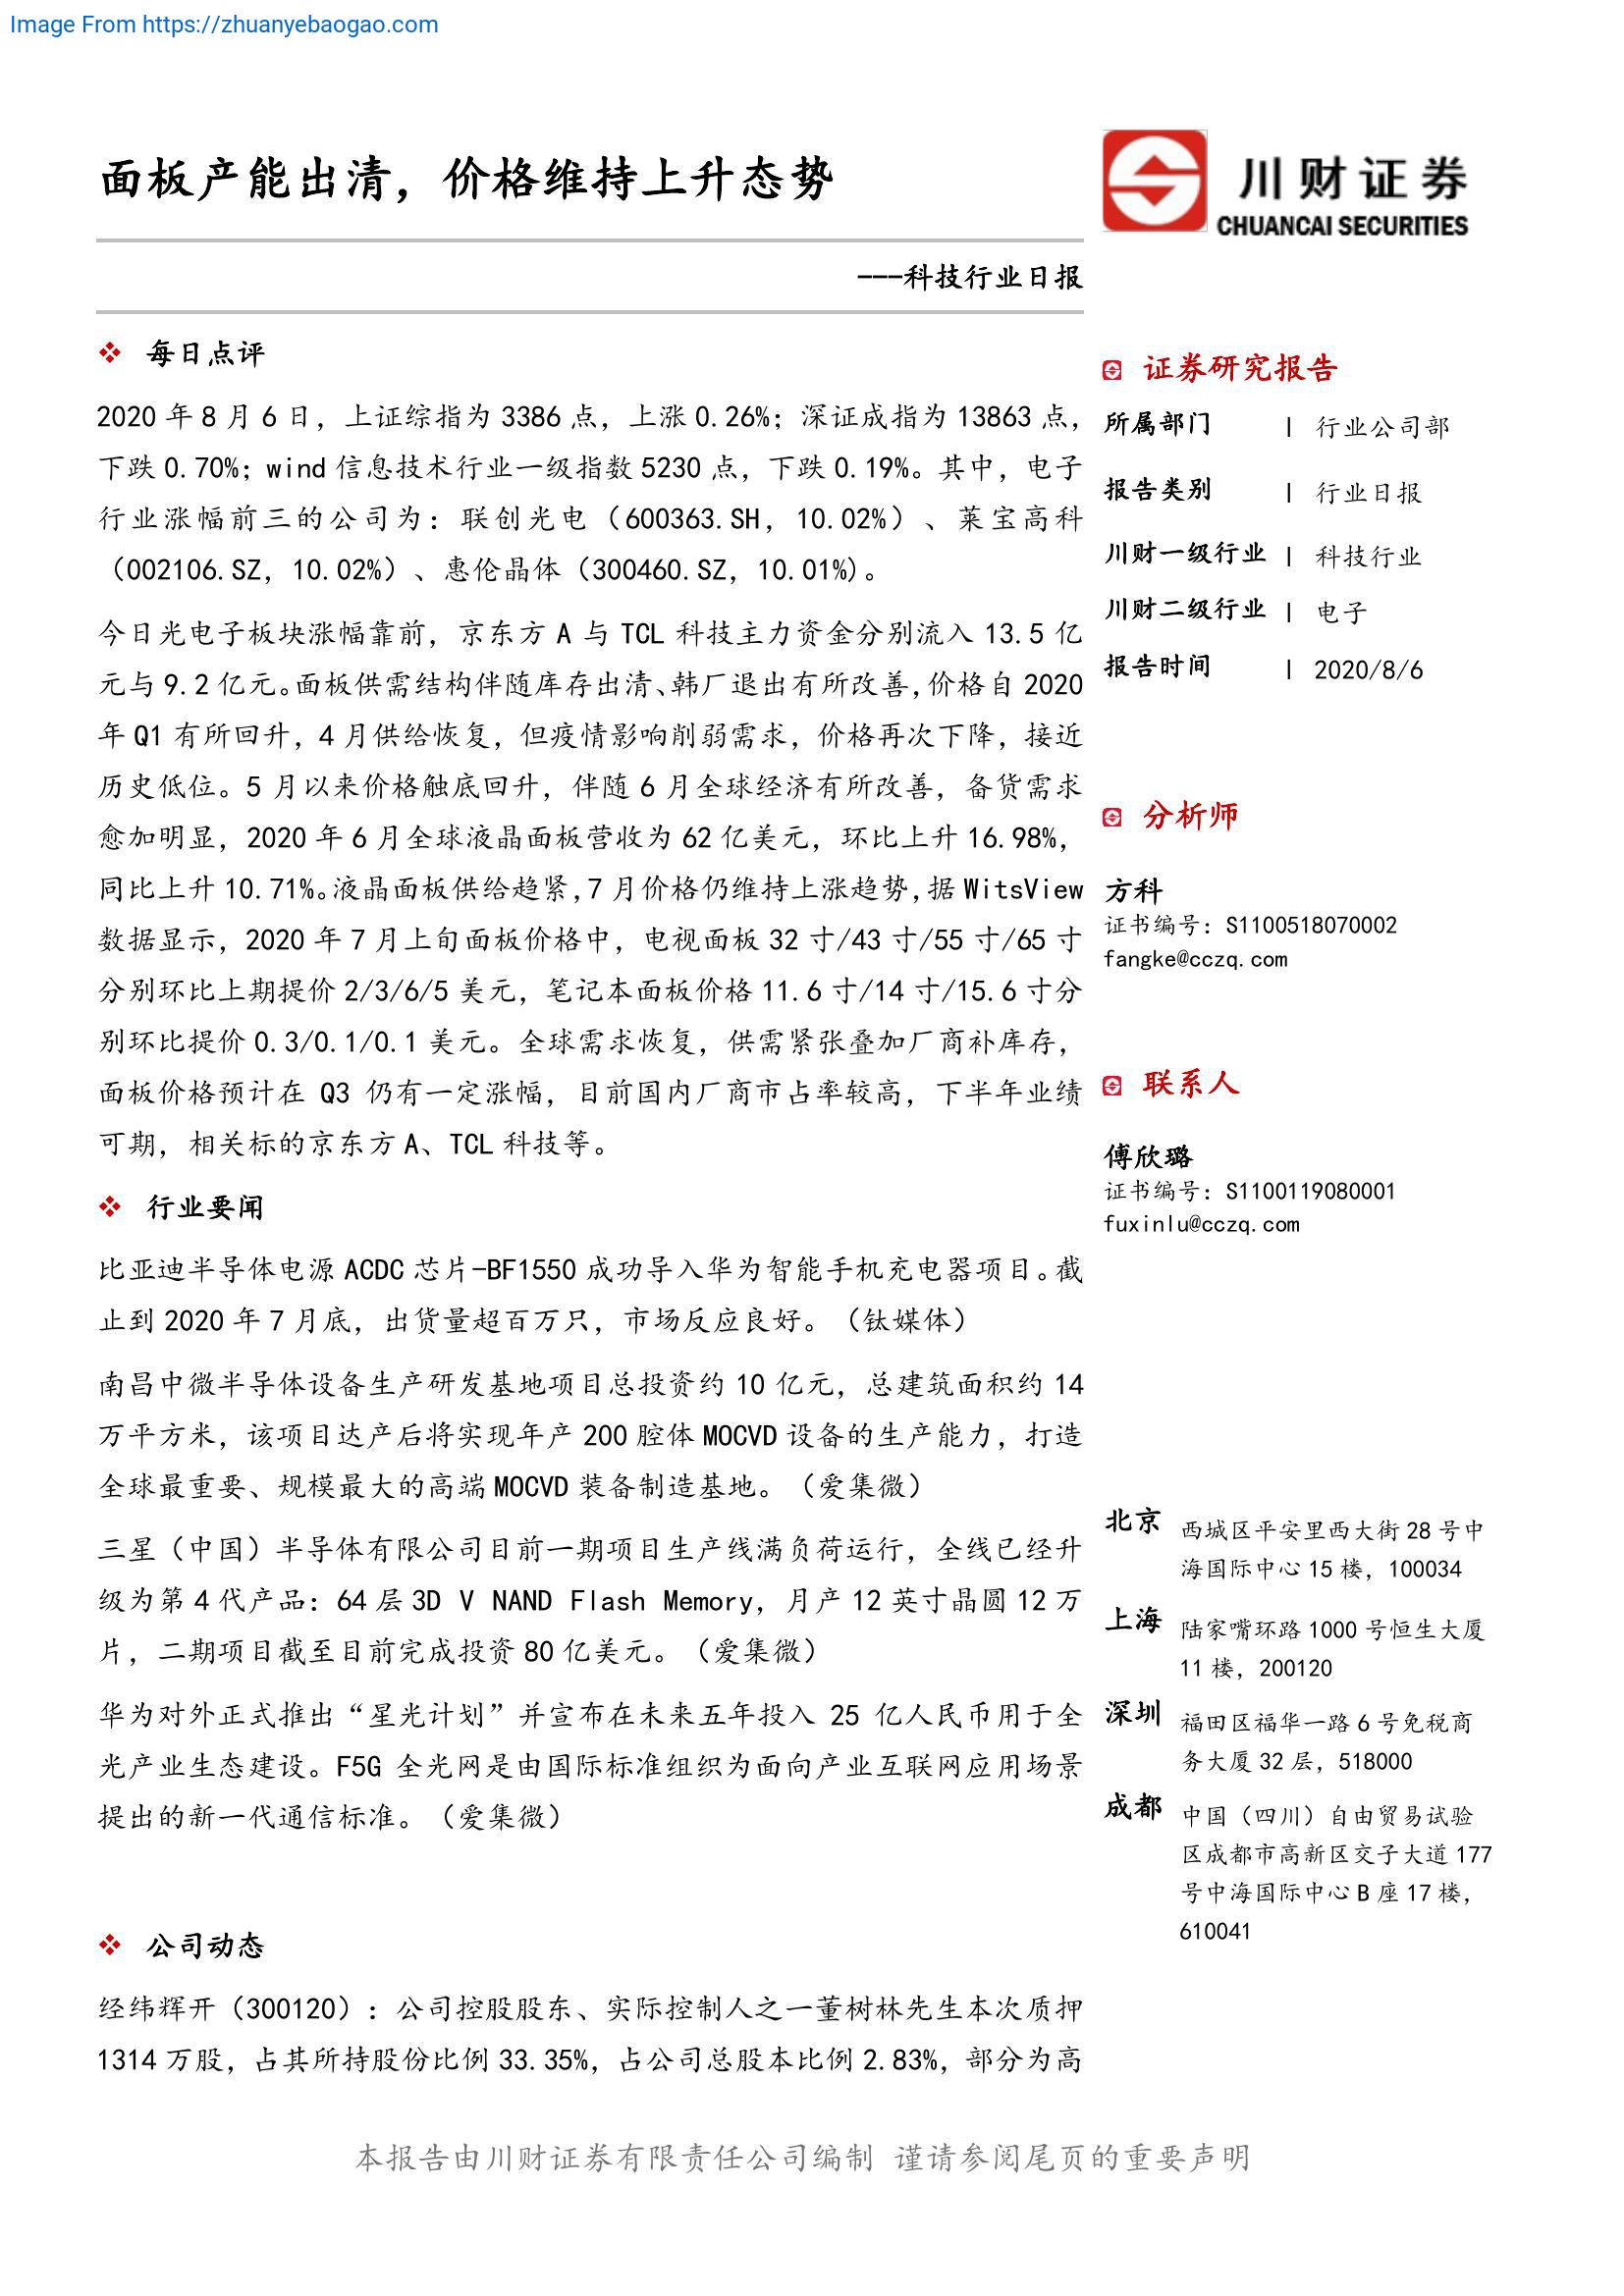 Image From https://zhuanyebaogao.com
面板产能出清，价格维持上升态势
川财证券
CHUANCAI SECURITIES
---科技行业日报
每日点评
2020 年 8 月 6 日，上证综指为 3386 点，上涨 0.26%；深证成指为 13863 点，
下跌 0.70%；wind 信息技术行业一级指数 5230 点，下跌 0.19%。其中，电子
行业涨幅前三的公司为：联创光电（600363.SH，10.02%）、莱宝高科
（002106.SZ，10.02%）、惠伦晶体（300460.SZ，10.01%)。
今日光电子板块涨幅靠前，京东方 A 与 TCL 科技主力资金分别流入 13.5 亿
元与 9.2 亿元。面板供需结构伴随库存出清、韩厂退出有所改善，价格自 2020
年 Q1 有所回升，4 月供给恢复，但疫情影响削弱需求，价格再次下降，接近
历史低位。5 月以来价格触底回升，伴随 6 月全球经济有所改善，备货需求
愈加明显，2020 年 6 月全球液晶面板营收为 62 亿美元，环比上升 16.98%，
同比上升 10.71%。液晶面板供给趋紧，7 月价格仍维持上涨趋势，据 WitsView
数据显示，2020 年 7 月上旬面板价格中，电视面板 32 寸/43 寸/55 寸/65 寸
分别环比上期提价 2/3/6/5 美元，笔记本面板价格 11.6 寸/14 寸/15.6 寸分
别环比提价 0.3/0.1/0.1 美元。全球需求恢复，供需紧张叠加厂商补库存，
面板价格预计在 Q3 仍有一定涨幅，目前国内厂商市占率较高，下半年业绩
可期，相关标的京东方 A、TCL 科技等。
行业要闻
比亚迪半导体电源 ACDC 芯片-BF1550 成功导入华为智能手机充电器项目。截
止到 2020 年 7 月底，出货量超百万只，市场反应良好。（钛媒体）
南昌中微半导体设备生产研发基地项目总投资约 10 亿元，总建筑面积约 14
万平方米，该项目达产后将实现年产 200 腔体 MOCVD 设备的生产能力，打造
全球最重要、规模最大的高端 MOCVD 装备制造基地。（爱集微）
三星（中国）半导体有限公司目前一期项目生产线满负荷运行，全线已经升
级为第 4 代产品：64 层 3D V NAND Flash Memory，月产 12 英寸晶圆 12 万
片，二期项目截至目前完成投资 80 亿美元。（爱集微）
华为对外正式推出“星光计划”并宣布在未来五年投入 25 亿人民币用于全
光产业生态建设。F5G 全光网是由国际标准组织为面向产业互联网应用场景
提出的新一代通信标准。（爱集微）
公司动态
经纬辉开（300120）：公司控股股东、实际控制人之一董树林先生本次质押
1314 万股，占其所持股份比例 33.35%，占公司总股本比例 2.83%，部分为高
证券研究报告
所属部门 | 行业公司部
报告类别 | 行业日报
川财一级行业 | 科技行业
川财二级行业 | 电子
报告时间 | 2020/8/6
分析师
方科
证书编号：S1100518070002
fangke@cczq.com
联系人
傅欣璐
证书编号：S1100119080001
fuxinlu@cczq.com
北京 西城区平安里西大街 28 号中
海国际中心 15 楼，100034
上海 陆家嘴环路 1000 号恒生大厦
11 楼，200120
深圳 福田区福华一路 6 号免税商
务大厦 32 层，518000
成都 中国（四川）自由贸易试验
区成都市高新区交子大道 177
号中海国际中心 B 座 17 楼，
610041
本报告由川财证券有限责任公司编制 谨请参阅尾页的重要声明